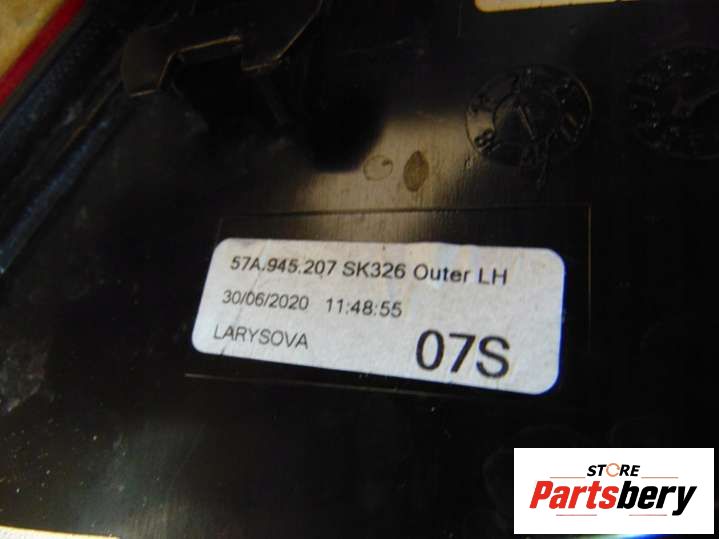 57A.945.207 SK326 Outer LH
30/06/2020 11:48:55
LARYSOVA 07S
STORE
Partsbery